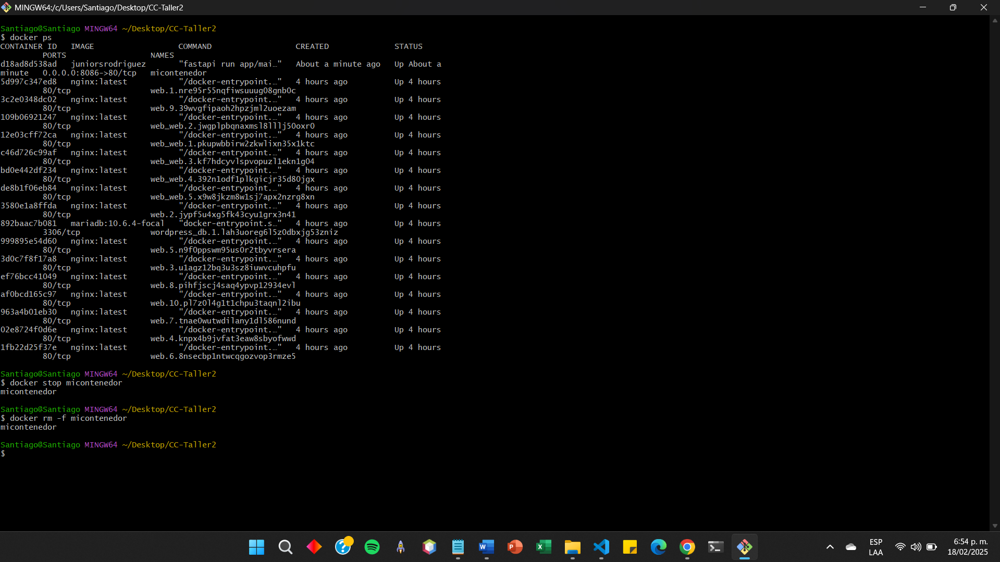 MINGW64:/c/Users/Santiago/Desktop/CC-Taller2
Santiago@Santiago MINGW64 ~/Desktop/CC-Taller2
$ docker ps
CONTAINER ID   IMAGE                  COMMAND                  CREATED              STATUS
         PORTS                  NAMES
d18ad8d538ad   juniorsrodriguez       "fastapi run app/mai…"   About a minute ago   Up About a
minute   0.0.0.0:8086->80/tcp   micontenedor
5d997c347ed8   nginx:latest           "/docker-entrypoint.…"   4 hours ago          Up 4 hours
         80/tcp                 web.1.nre95r55nqfiwsuuug08gnb0c
3c2e0348dc02   nginx:latest           "/docker-entrypoint.…"   4 hours ago          Up 4 hours
         80/tcp                 web.9.39wvgfipaoh2hpzjml2uoezam
109b06921247   nginx:latest           "/docker-entrypoint.…"   4 hours ago          Up 4 hours
         80/tcp                 web_web.2.jwgplpbqnaxmsl8lllj50oxr0
12e03cff72ca   nginx:latest           "/docker-entrypoint.…"   4 hours ago          Up 4 hours
         80/tcp                 web_web.1.pkupwbbirw2zkwlixn35x1ktc
c46d726c99af   nginx:latest           "/docker-entrypoint.…"   4 hours ago          Up 4 hours
         80/tcp                 web_web.3.kf7hdcyvlspvopuzl1ekn1g04
bd0e442df234   nginx:latest           "/docker-entrypoint.…"   4 hours ago          Up 4 hours
         80/tcp                 web_web.4.392n1odf1plkgicjr35d80jgx
de8b1f06eb84   nginx:latest           "/docker-entrypoint.…"   4 hours ago          Up 4 hours
         80/tcp                 web_web.5.x9w8jkzm8w1sj7apx2nzrg8xn
3580e1a8ffda   nginx:latest           "/docker-entrypoint.…"   4 hours ago          Up 4 hours
         80/tcp                 web.2.jypf5u4xg5fk43cyu1grx3n41
892baac7b081   mariadb:10.6.4-focal   "docker-entrypoint.s…"   4 hours ago          Up 4 hours
         3306/tcp               wordpress_db.1.lah3uoreg6l5z0dbxjg53zniz
999895e54d60   nginx:latest           "/docker-entrypoint.…"   4 hours ago          Up 4 hours
         80/tcp                 web.5.n9f0ppswm95us0r2tbyvrsera
3d0c7f8f17a8   nginx:latest           "/docker-entrypoint.…"   4 hours ago          Up 4 hours
         80/tcp                 web.3.u1agz12bq3u3sz8iuwvcuhpfu
ef76bcc41049   nginx:latest           "/docker-entrypoint.…"   4 hours ago          Up 4 hours
         80/tcp                 web.8.pihfjscj4saq4ypvp12934evl
af0bcd165c97   nginx:latest           "/docker-entrypoint.…"   4 hours ago          Up 4 hours
         80/tcp                 web.10.pl7z0l4g1t1chpu3taqnl2ibu
963a4b01eb30   nginx:latest           "/docker-entrypoint.…"   4 hours ago          Up 4 hours
         80/tcp                 web.7.tnae0wutwdilany1dl586nund
02e8724f0d6e   nginx:latest           "/docker-entrypoint.…"   4 hours ago          Up 4 hours
         80/tcp                 web.4.knpx4b9jvfat3eaw8sbyofwwd
1fb22d25f37e   nginx:latest           "/docker-entrypoint.…"   4 hours ago          Up 4 hours
         80/tcp                 web.6.8nsecbp1ntwcqgozvop3rmze5
Santiago@Santiago MINGW64 ~/Desktop/CC-Taller2
$ docker stop micontenedor
micontenedor
Santiago@Santiago MINGW64 ~/Desktop/CC-Taller2
$ docker rm -f micontenedor
micontenedor
Santiago@Santiago MINGW64 ~/Desktop/CC-Taller2
$
ESP
LAA
6:54 p. m.
18/02/2025